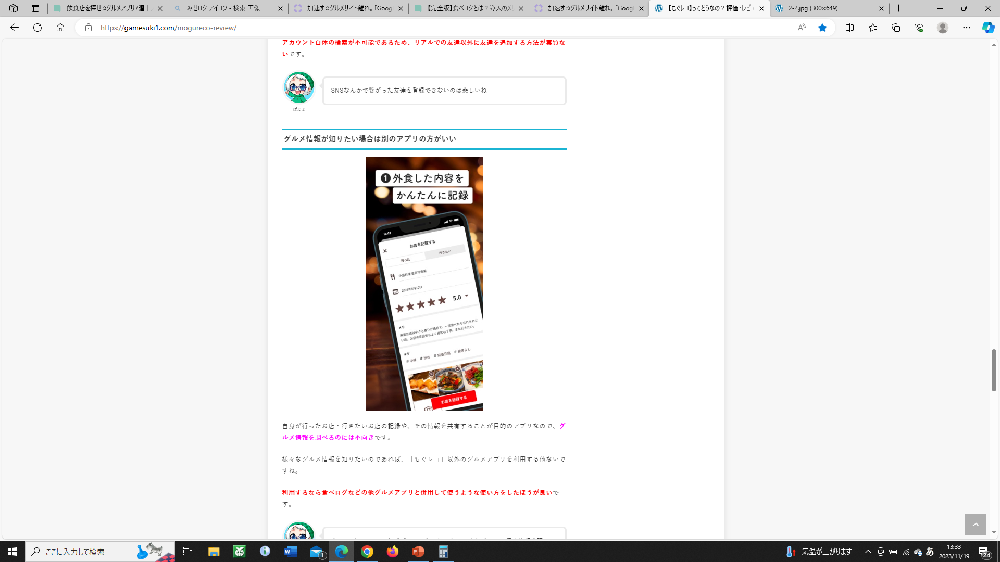 飲食店を探せるグルメアプリ7選
みせログ アイコン - 検索 画像
加速するグルメサイト離れ。「Goog
【完全版】食べログとは？導入のメリ
加速するグルメサイト離れ。「Goog
【もぐレコ】ってどうなの？評価・レビュ
2-2.jpg (300×649)
https://gamesuki1.com/mogureco-review/
アカウント自体の検索が不可能であるため、リアルでの友達以外に友達を追加する方法が実質な
いです。
SNSなんかで繋がった友達を登録できないのは悲しいね
ぽよよ
グルメ情報が知りたい場合は別のアプリの方がいい
❶外食した内容を
かんたんに記録
9:41
お店を記録する
行った
行きたい
2023年6月10日
5.0
メモ
麻婆豆腐は辛さと香りが絶妙で、一度食べたら忘れられな
い味。お店の雰囲気もよく接客も丁寧。また行きたい。
タグ
# 中華 # 渋谷 # 麻婆豆腐 # 接客よし
お店を記録する
自身が行ったお店・行きたいお店の記録や、その情報を共有することが目的のアプリなので、グ
ルメ情報を調べるのには不向きです。
様々なグルメ情報を知りたいのであれば、「もぐレコ」以外のグルメアプリを利用する他ないで
すね。
利用するなら食べログなどの他グルメアプリと併用して使うような使い方をしたほうが良いで
す。
ここに入力して検索
1
気温が上がります
あ
13:33
2023/11/19
24